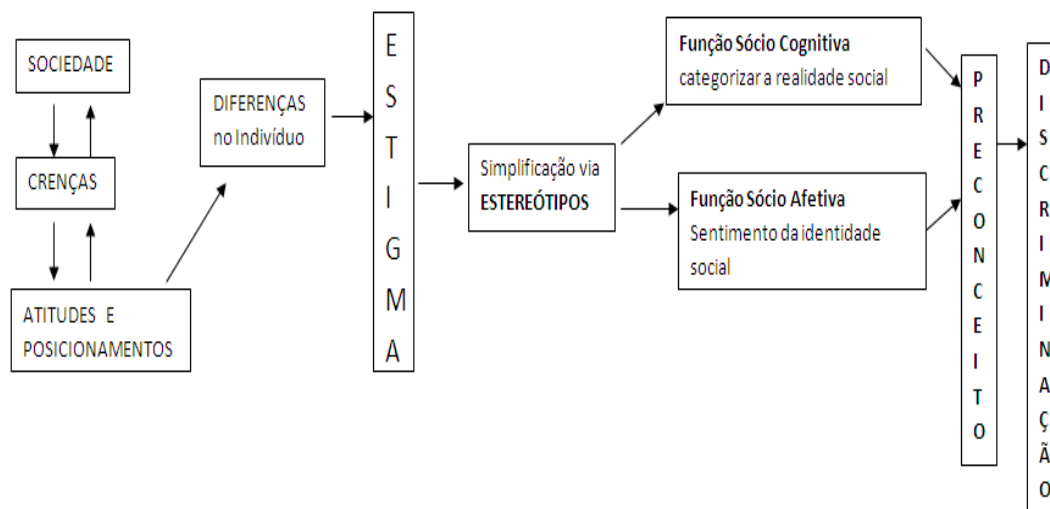 SOCIEDADE
CRENÇAS
ATITUDES E
POSICIONAMENTOS
DIFERENÇAS
no Indivíduo
E
S
T
I
G
M
A
Simplificação via
ESTEREÓTIPOS
Função Sócio Cognitiva
categorizar a realidade social
Função Sócio Afetiva
Sentimento da identidade
social
P
R
E
C
O
N
C
E
I
T
O
D
I
S
C
R
I
M
I
N
A
Ç
Ã
O